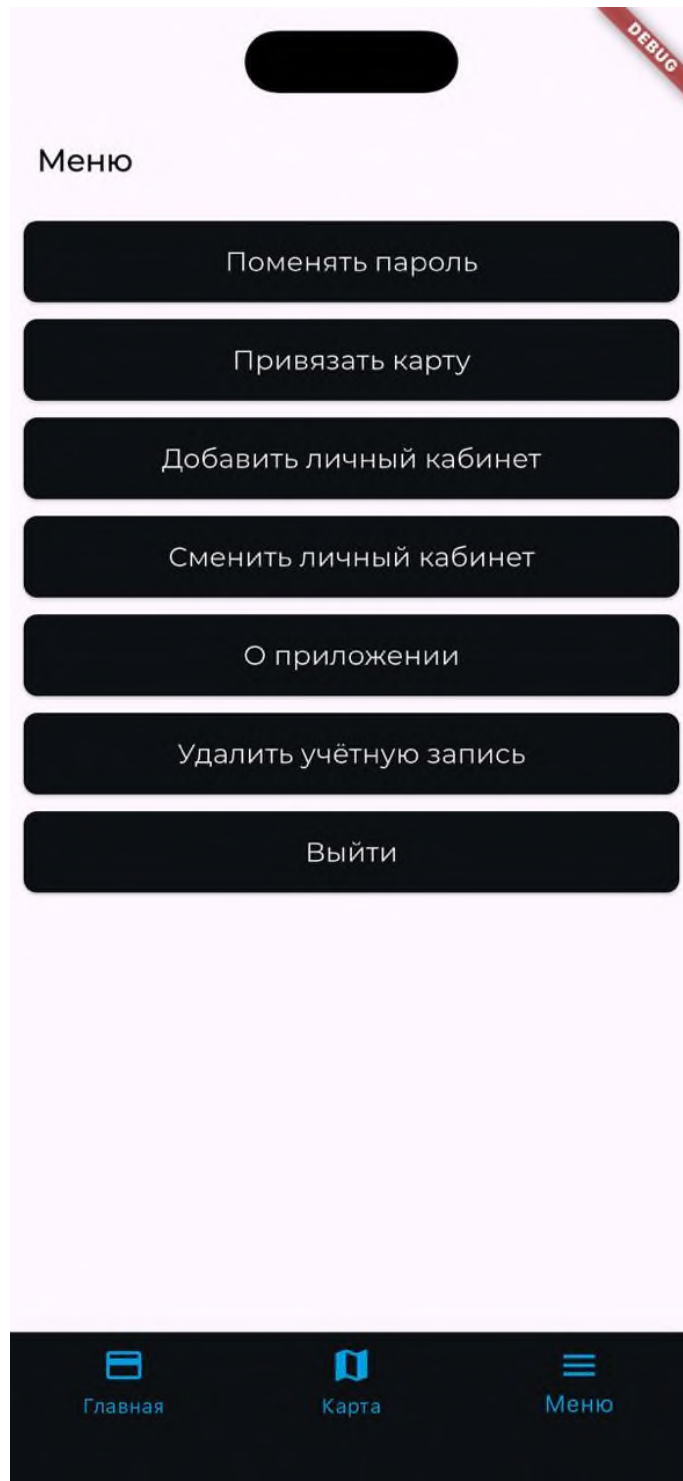 DEBUG
Меню
Поменять пароль
Привязать карту
Добавить личный кабинет
Сменить личный кабинет
О приложении
Удалить учётную запись
Выйти
Главная
Карта
Меню